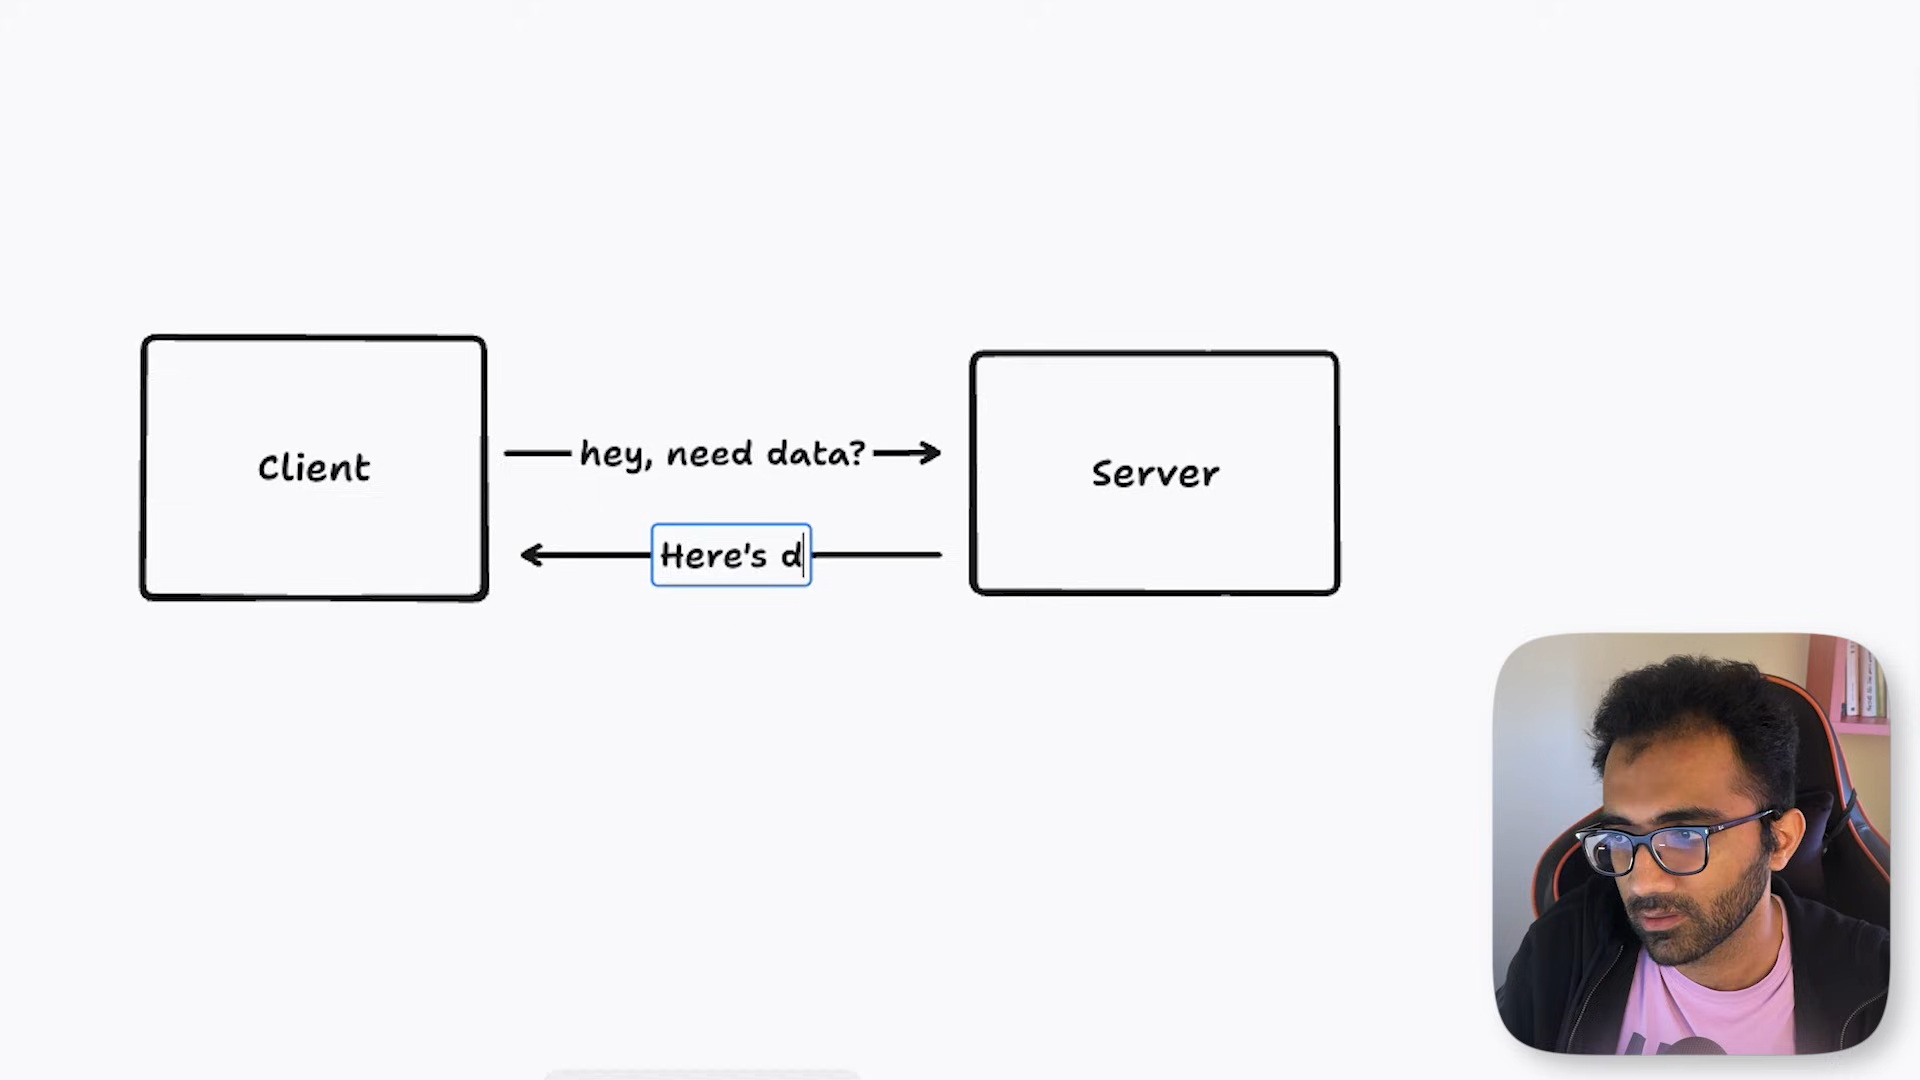 Client
hey, need data?
Server
Here's d